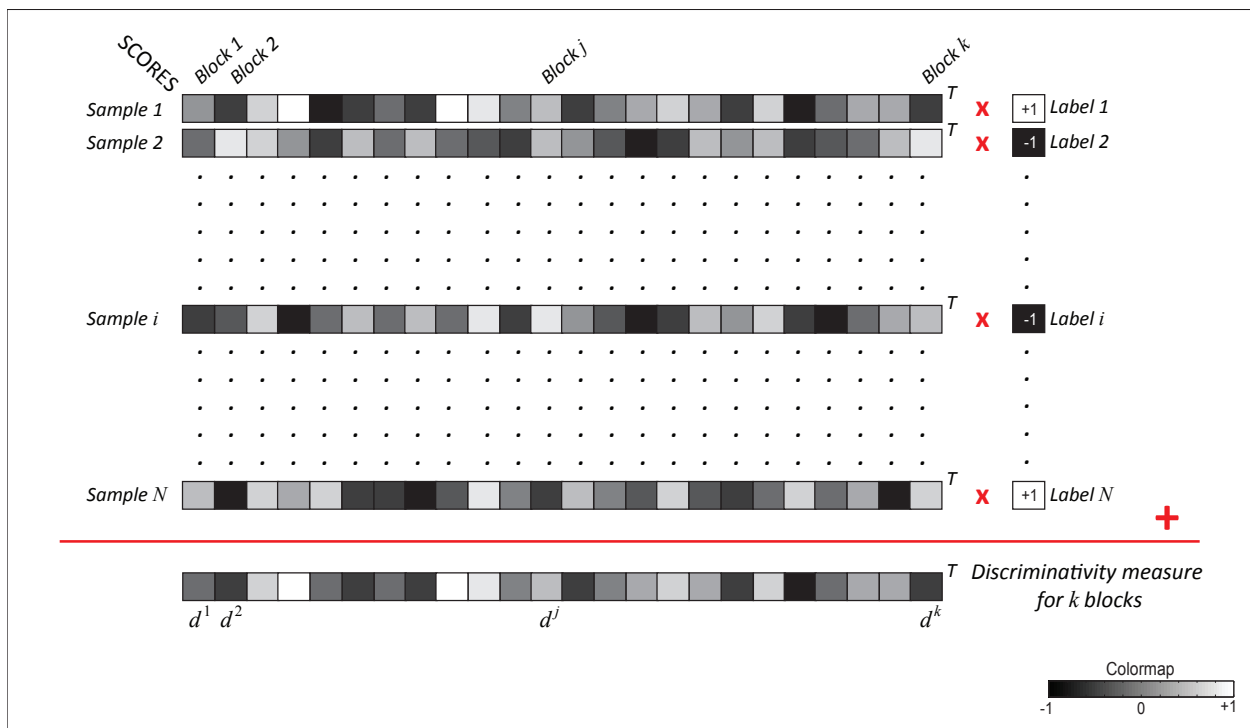 SCORES Block 1 Block 2 Block j Block k
Sample 1 T x +1 Label 1
Sample 2 T x -1 Label 2
Sample i T x -1 Label i
Sample N T x +1 Label N
+
T Discriminativity measure
for k blocks
d¹ d² dʲ dᵏ
Colormap
-1 0 +1